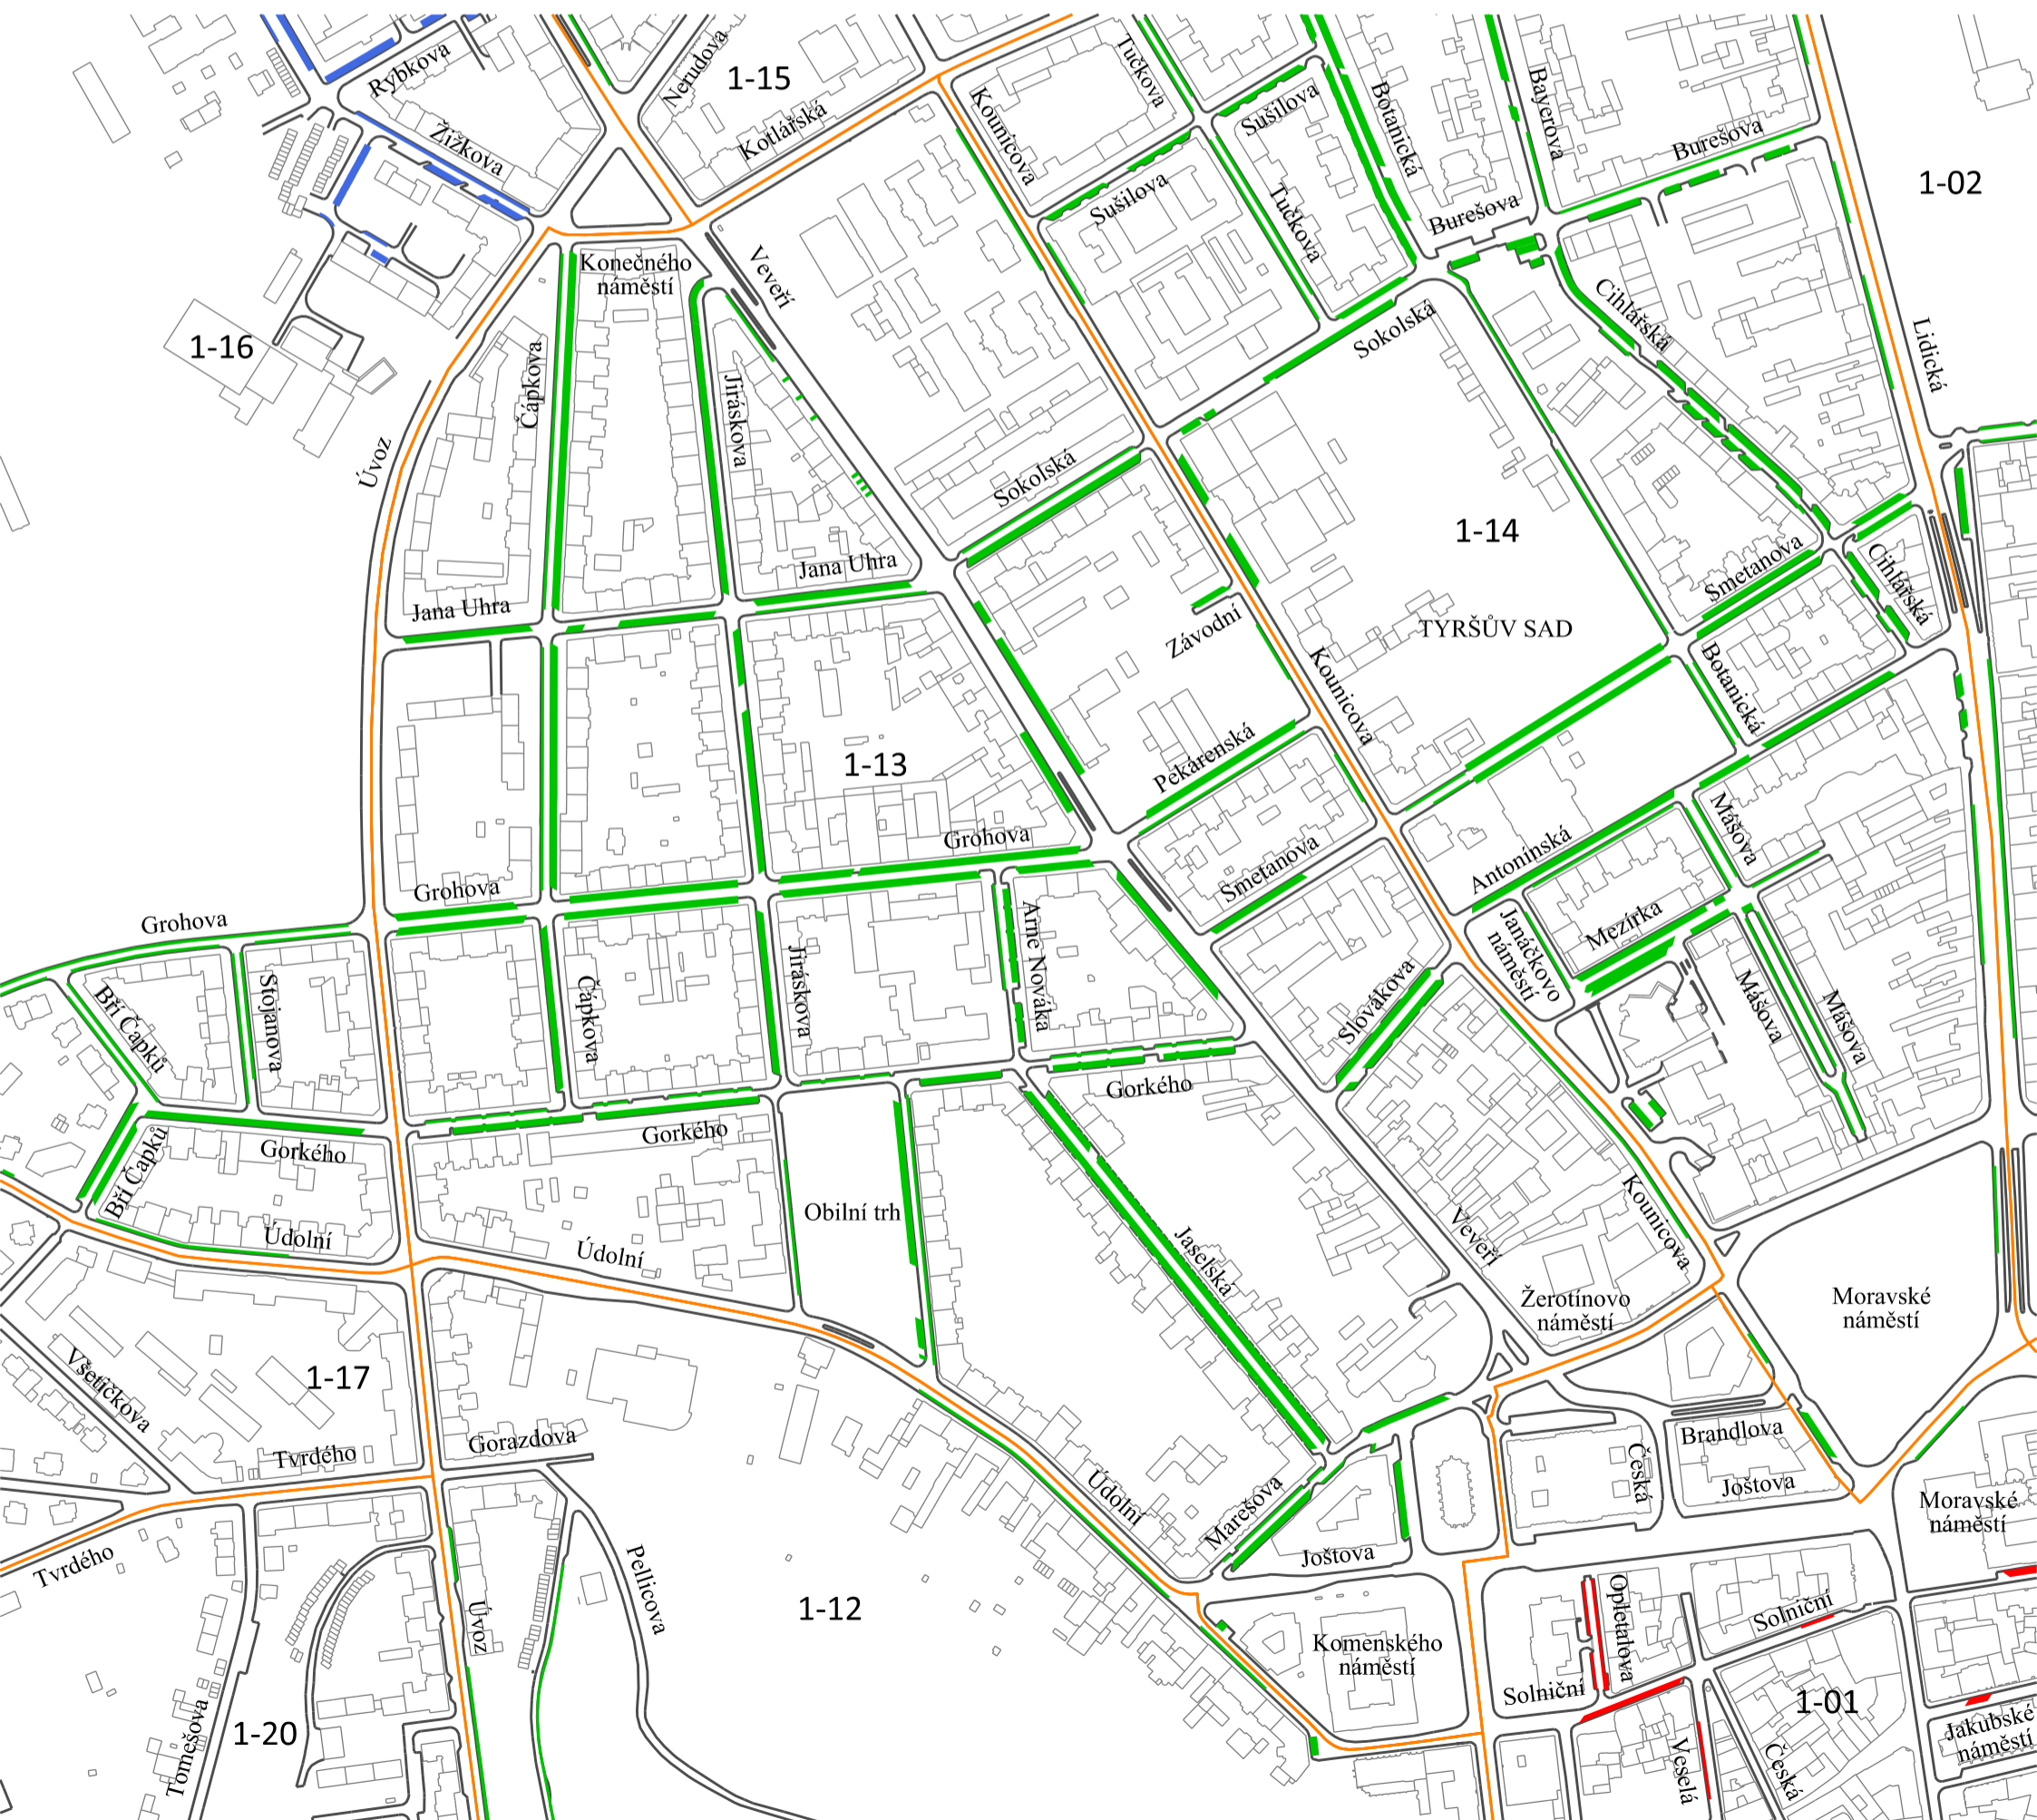 Rybkova
Nerudova
1-15
Tučkova
Kounicova
Kotlářská
Žižkova
Sušilova
Botanická
Bayerova
Burešova
1-02
Sušilova
Tučkova
Burešova
Konečného
náměstí
Veveří
Cihlářská
Sokolská
1-16
Čápkova
Jiráskova
Lidická
Úvoz
Sokolská
1-14
Jana Uhra
Jana Uhra
Smetanova
Cihlářská
Závodní
TYRŠŮV SAD
Kounicova
Botanická
1-13
Pekárenská
Grohova
Mášova
Smetanova
Antonínská
Grohova
Grohova
Arne Nováka
Mezírka
Janáčkovo
náměstí
Bří Čapků
Stojanova
Čápkova
Jiráskova
Slovákova
Mášova
Mášova
Gorkého
Gorkého
Gorkého
Bří Čapků
Obilní trh
Údolní
Údolní
Jaselská
Veveří
Kounicova
Žerotínovo
náměstí
Moravské
náměstí
1-17
Všetičkova
Tvrdého
Gorazdova
Údolní
Marešova
Česká
Brandlova
Joštova
Moravské
náměstí
Tvrdého
Pellicova
Joštova
1-12
Úvoz
Opletalova
Solniční
Komenského
náměstí
Solniční
1-01
1-20
Tomešova
Veselá
Česká
Jakubské
náměstí